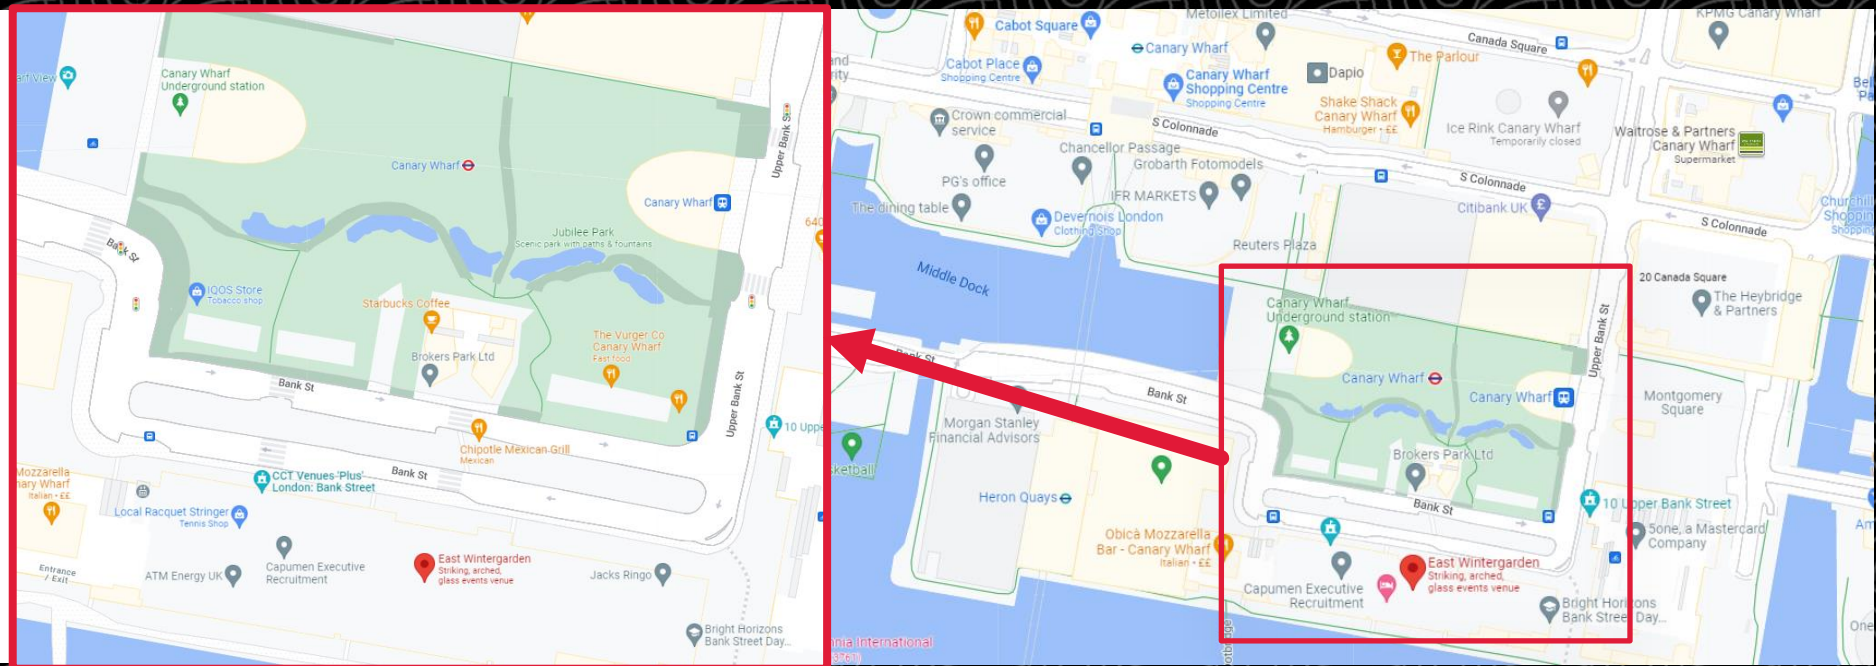 Canary Wharf
Underground station
Canary Wharf
Upper Bank St
Canary Wharf
Jubilee Park
Scenic park with paths & fountains
Bank St
IQOS Store
Tobacco shop
Starbucks Coffee
The Vurger Co
Canary Wharf
Fast food
Brokers Park Ltd
Bank St
Upper Bank St
Chipotle Mexican Grill
Mexican
Mozzarella
Italian • ££
CCT Venues 'Plus'
London: Bank Street
Bank St
Local Racquet Stringer
Tennis Shop
Entrance
/ Exit
ATM Energy UK
Capumen Executive
Recruitment
East Wintergarden
Striking, arched,
glass events venue
Jacks Ringo
Bright Horizons
Bank Street Day...
Metollex Limited
KPMG Canary Wharf
Cabot Square
Canary Wharf
Canada Square
The Parlour
Cabot Place
Shopping Centre
Canary Wharf
Shopping Centre
Shopping Centre
Dapio
Shake Shack
Canary Wharf
Hamburger • ££
Crown commercial
service
S Colonnade
Ice Rink Canary Wharf
Temporarily closed
Waitrose & Partners
Canary Wharf
Supermarket
Chancellor Passage
Grobarth Fotomodels
PG's office
IFR MARKETS
S Colonnade
The dining table
Devernois London
Clothing Shop
Citibank UK
S Colonnade
Reuters Plaza
Middle Dock
20 Canada Square
The Heybridge
& Partners
Canary Wharf
Underground station
Upper Bank St
Bank St
Canary Wharf
Bank St
Canary Wharf
Montgomery
Square
Morgan Stanley
Financial Advisors
Brokers Park Ltd
Heron Quays
Bank St
10 Upper Bank Street
5one, a Mastercard
Company
Obicà Mozzarella
Bar - Canary Wharf
Italian • ££
East Wintergarden
Striking, arched,
glass events venue
Capumen Executive
Recruitment
Bright Horizons
Bank Street Day...